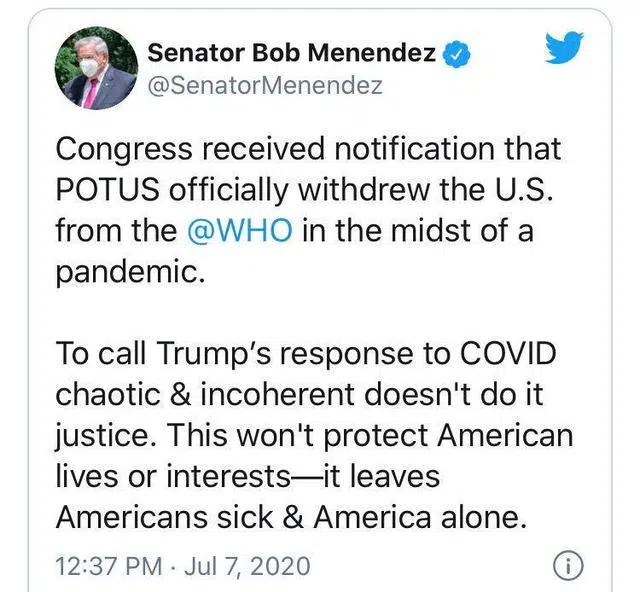 Senator Bob Menendez
@SenatorMenendez
Congress received notification that
POTUS officially withdrew the U.S.
from the @WHO in the midst of a
pandemic.
To call Trump’s response to COVID
chaotic & incoherent doesn't do it
justice. This won't protect American
lives or interests—it leaves
Americans sick & America alone.
12:37 PM · Jul 7, 2020